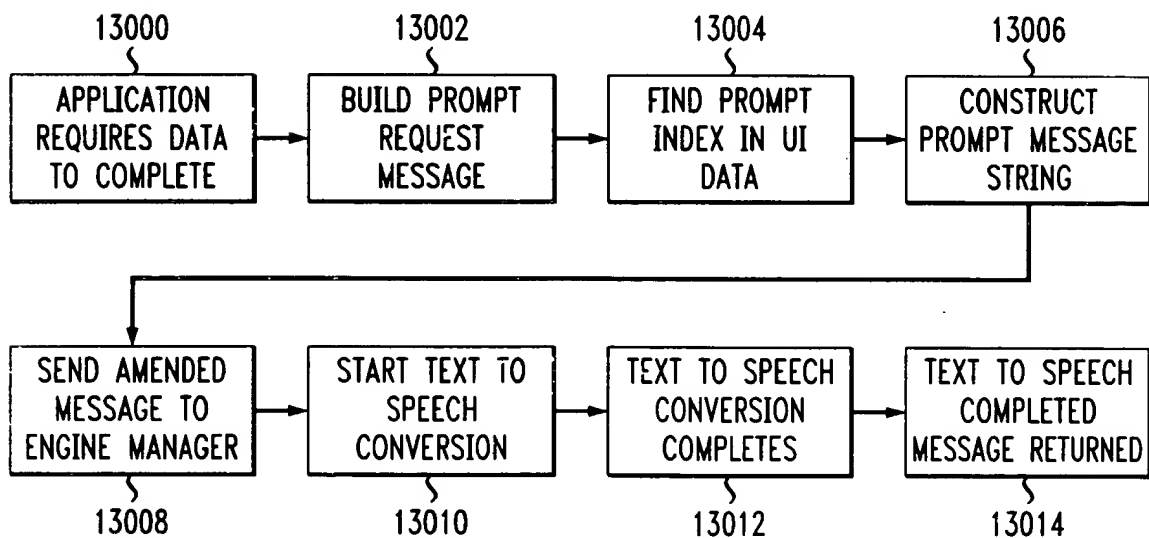 13000
13002
13004
13006
APPLICATION
REQUIRES DATA
TO COMPLETE
BUILD PROMPT
REQUEST
MESSAGE
FIND PROMPT
INDEX IN UI
DATA
CONSTRUCT
PROMPT MESSAGE
STRING
SEND AMENDED
MESSAGE TO
ENGINE MANAGER
START TEXT TO
SPEECH
CONVERSION
TEXT TO SPEECH
CONVERSION
COMPLETES
TEXT TO SPEECH
COMPLETED
MESSAGE RETURNED
13008
13010
13012
13014